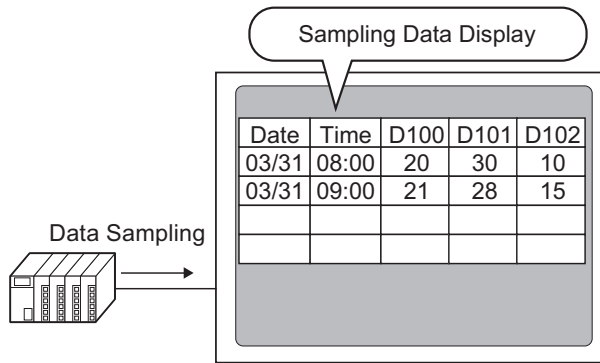 Sampling Data Display
Date Time D100 D101 D102
03/31 08:00 20 30 10
03/31 09:00 21 28 15
Data Sampling